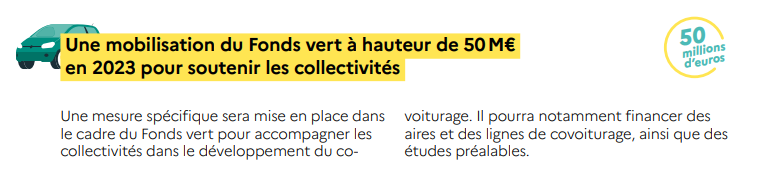 Une mobilisation du Fonds vert à hauteur de 50 M€
en 2023 pour soutenir les collectivités
50
millions
d'euros
Une mesure spécifique sera mise en place dans
le cadre du Fonds vert pour accompagner les
collectivités dans le développement du co-
voiturage. Il pourra notamment financer des
aires et des lignes de covoiturage, ainsi que des
études préalables.